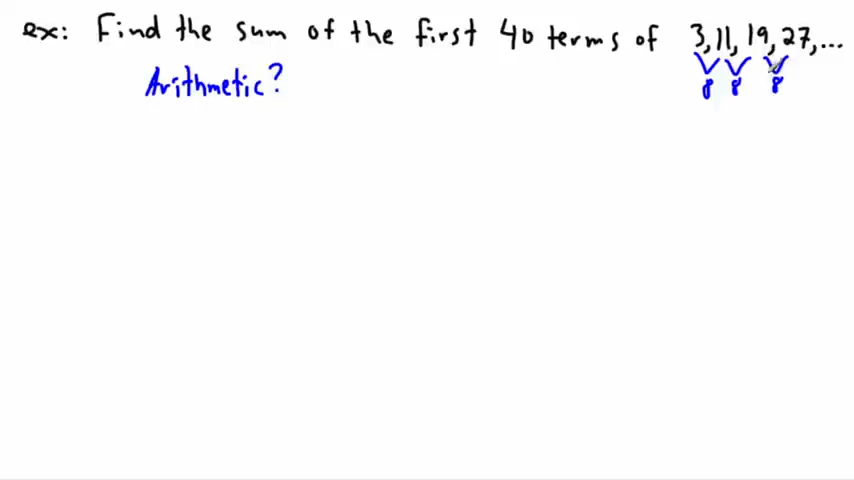 ex: Find the sum of the first 40 terms of 3, 11, 19, 27, ...
Arithmetic? 8 8 8